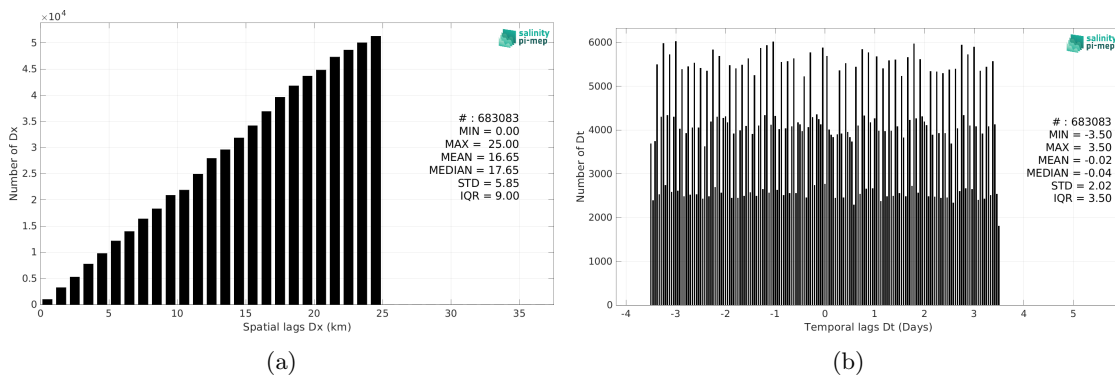 ×10⁴
5
4.5
4
3.5
3
2.5
2
1.5
1
0.5
0
Number of Dx
0 5 10 15 20 25 30 35
Spatial lags Dx (km)
salinity
pi-mep
# : 683083
MIN = 0.00
MAX = 25.00
MEAN = 16.65
MEDIAN = 17.65
STD = 5.85
IQR = 9.00
(a)
6000
5000
4000
3000
2000
1000
0
Number of Dt
-4 -3 -2 -1 0 1 2 3 4 5
Temporal lags Dt (Days)
salinity
pi-mep
# : 683083
MIN = -3.50
MAX = 3.50
MEAN = -0.02
MEDIAN = -0.04
STD = 2.02
IQR = 3.50
(b)